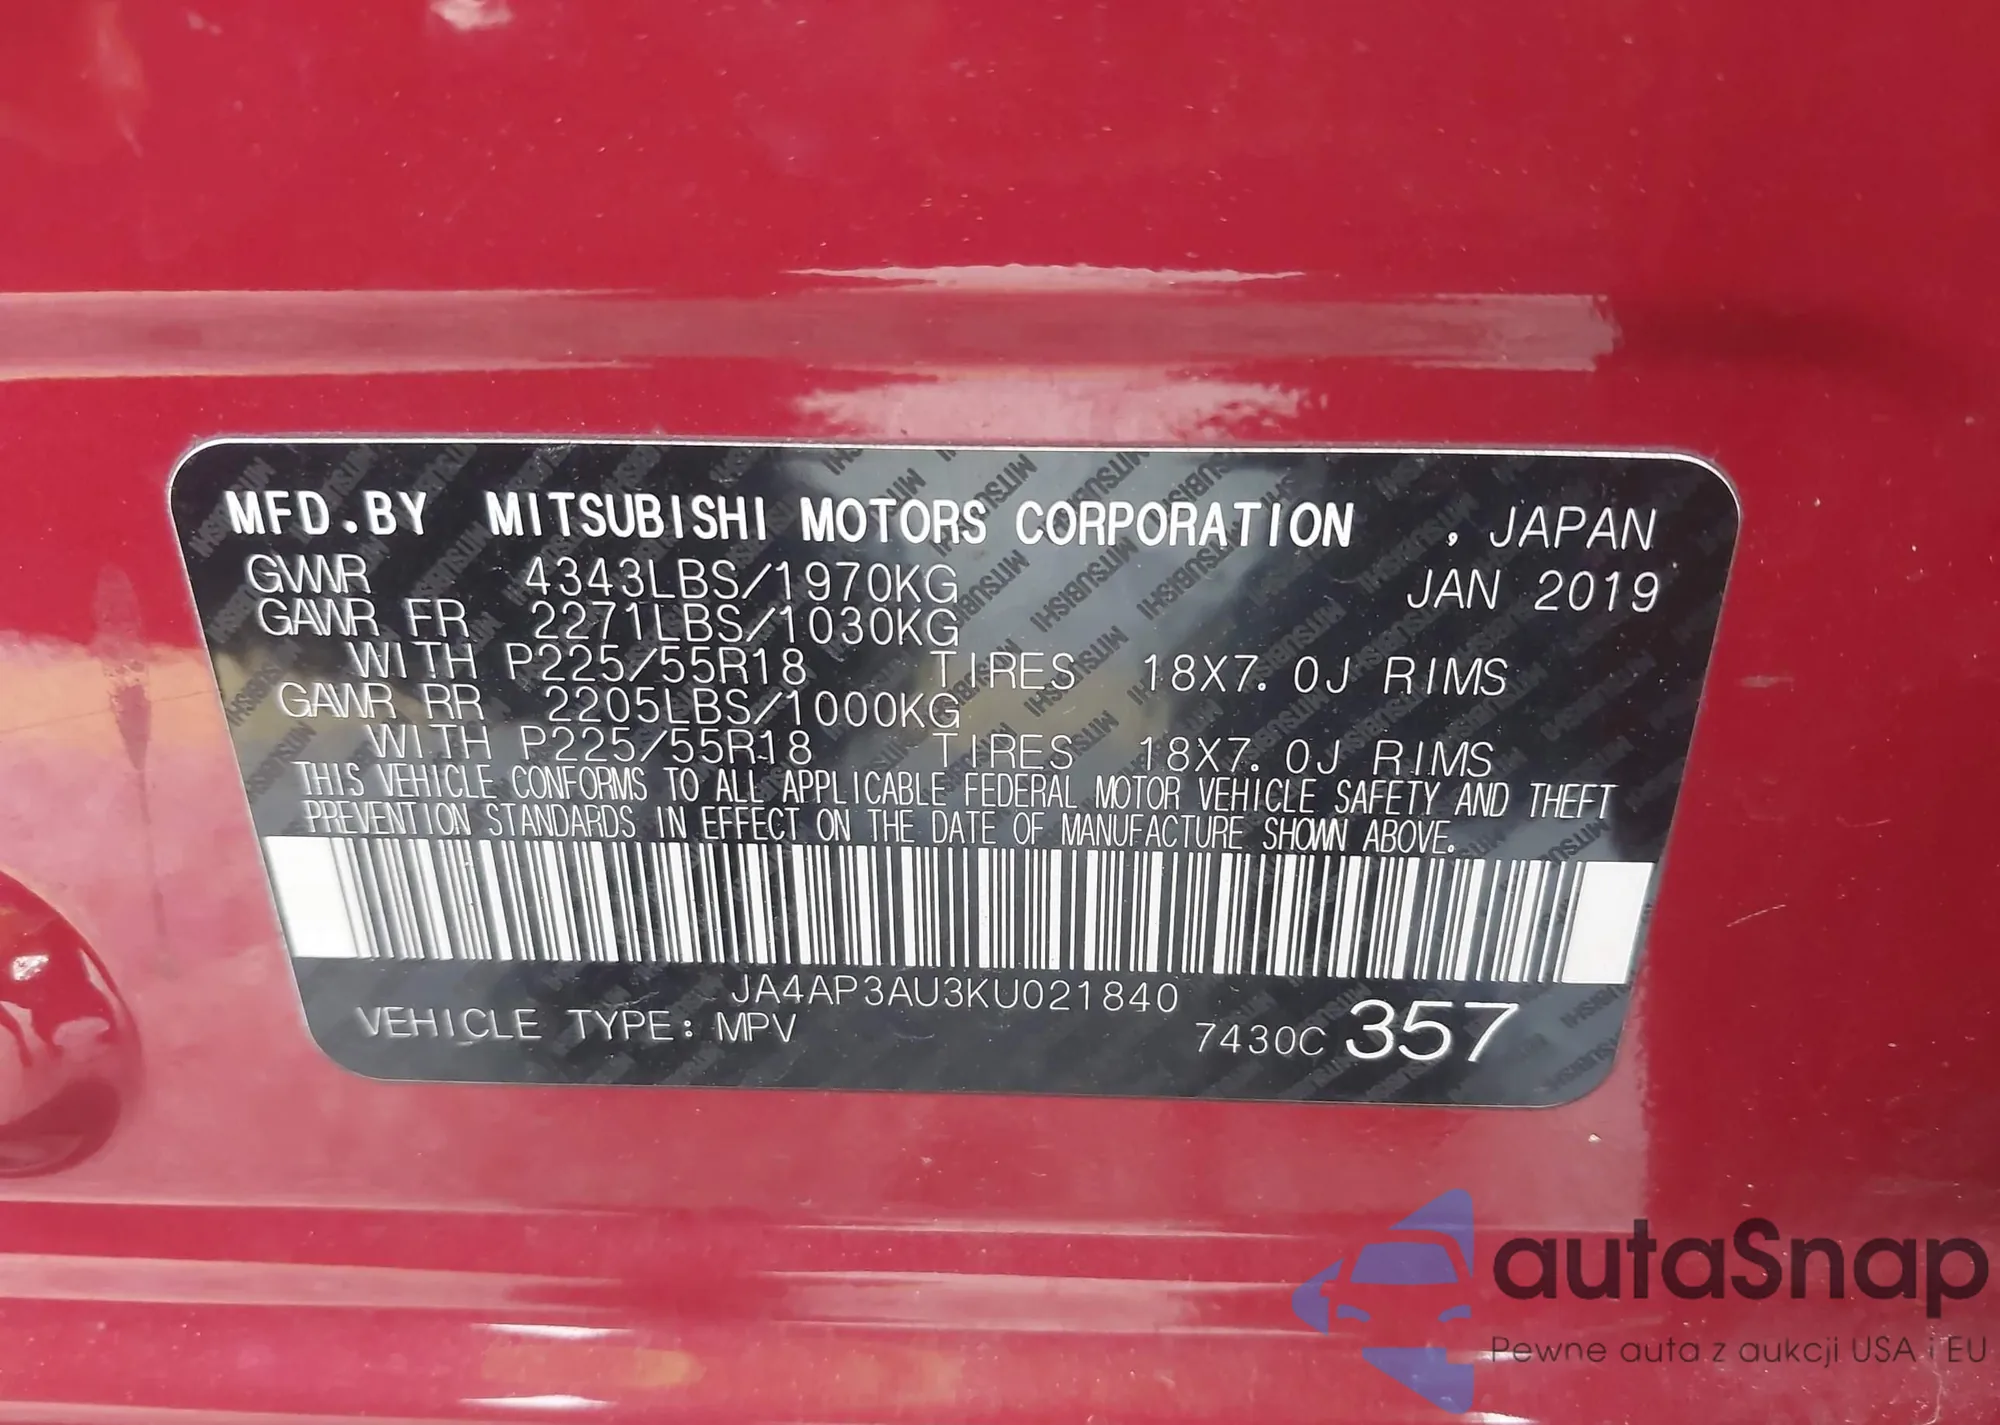 MFD.BY MITSUBISHI MOTORS CORPORATION , JAPAN
GVWR 4343LBS/1970KG JAN 2019
GAWR FR 2271LBS/1030KG
WITH P225/55R18 TIRES 18X7.0J RIMS
GAWR RR 2205LBS/1000KG
WITH P225/55R18 TIRES 18X7.0J RIMS
THIS VEHICLE CONFORMS TO ALL APPLICABLE FEDERAL MOTOR VEHICLE SAFETY AND THEFT
PREVENTION STANDARDS IN EFFECT ON THE DATE OF MANUFACTURE SHOWN ABOVE.
JA4AP3AU3KU021840
VEHICLE TYPE: MPV 7430C 357
autaSnap
Pewne auta z aukcji USA i EU